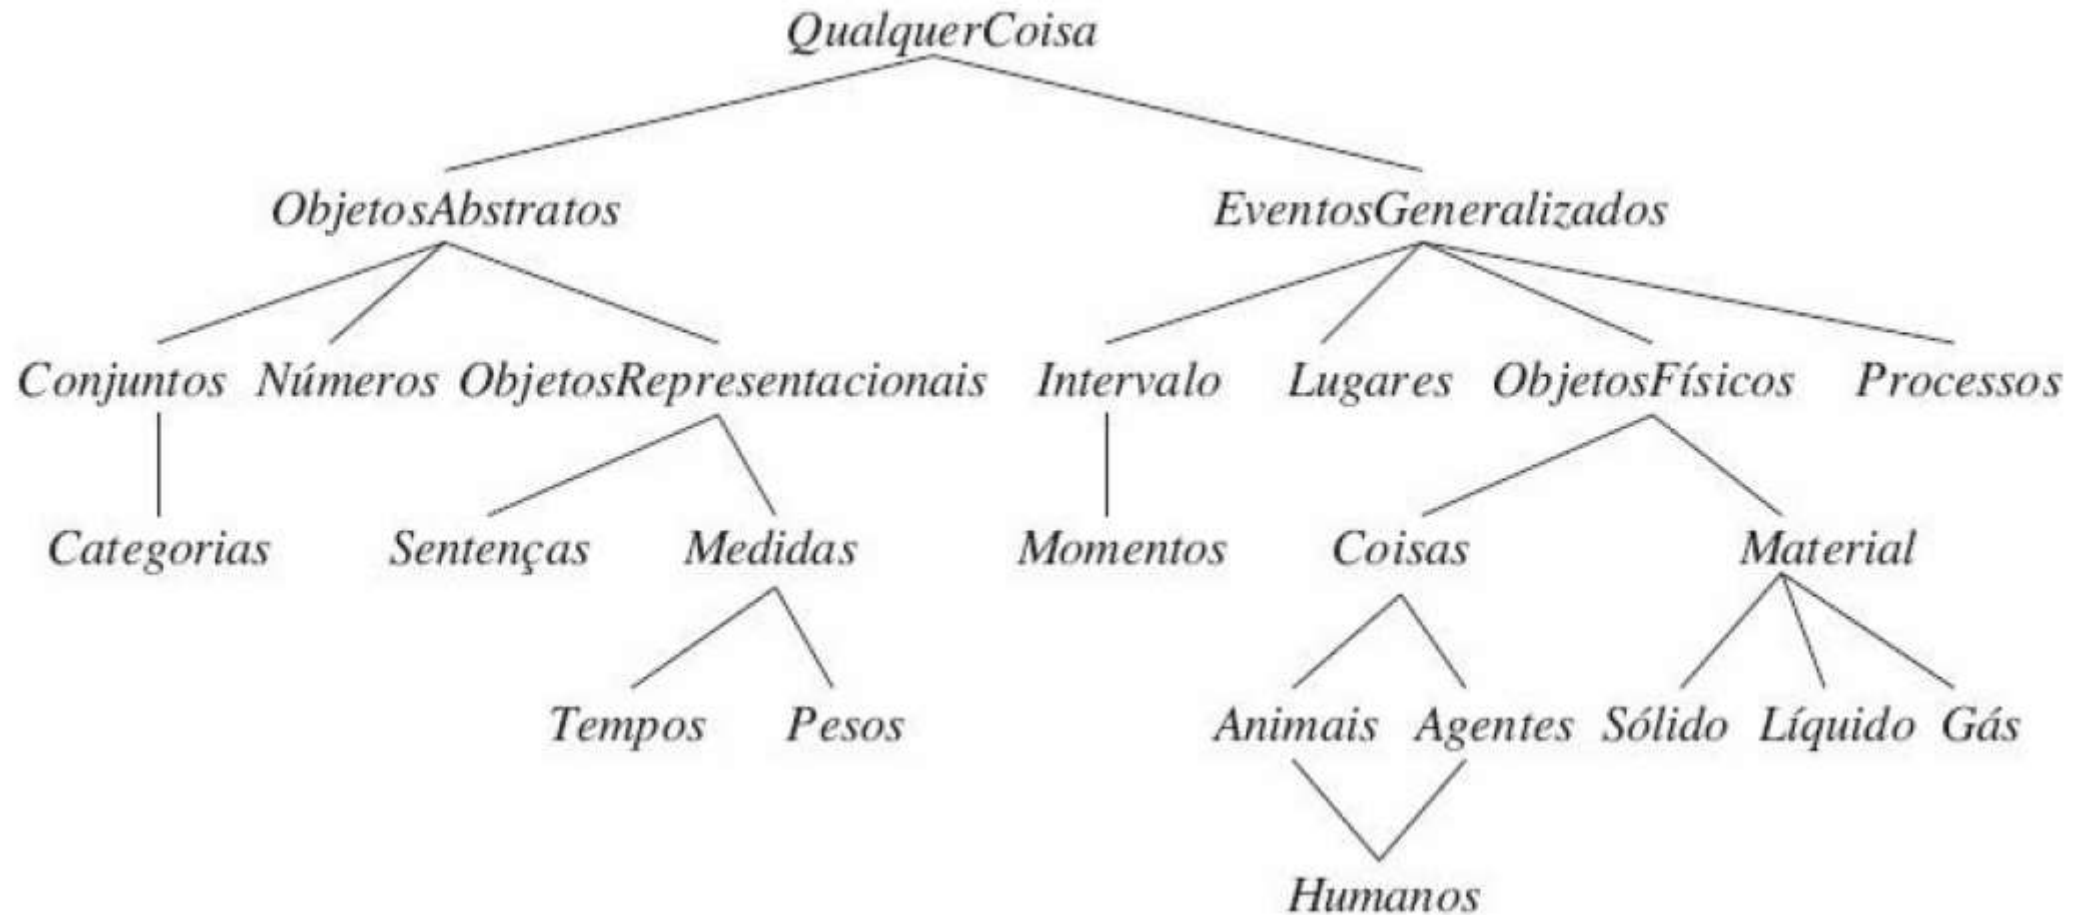 QualquerCoisa
ObjetosAbstratos EventosGeneralizados
Conjuntos Números ObjetosRepresentacionais Intervalo Lugares ObjetosFísicos Processos
Categorias Sentenças Medidas Momentos Coisas Material
Tempos Pesos Animais Agentes Sólido Líquido Gás
Humanos